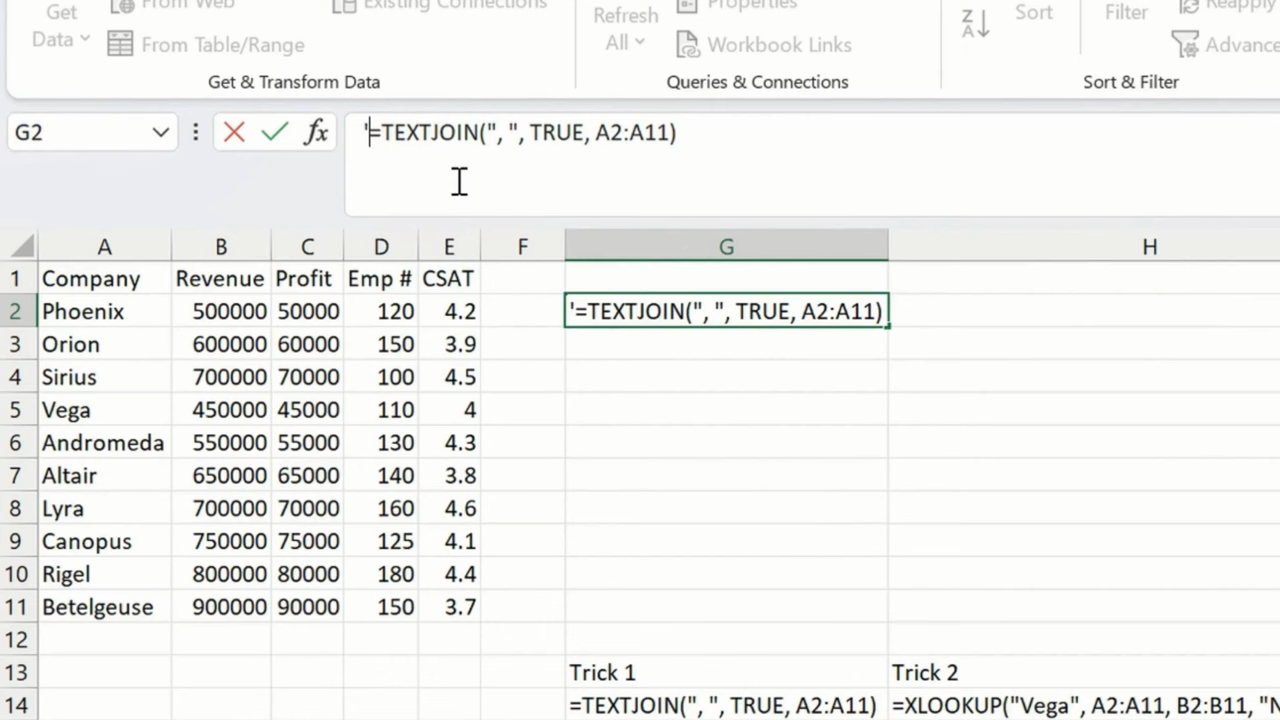 Get
Data
From Web
From Table/Range
Existing Connections
Get & Transform Data
Refresh
All
Properties
Workbook Links
Queries & Connections
Z
A
Sort
Filter
Reapply
Advance
Sort & Filter
G2
fx
'=TEXTJOIN(", ", TRUE, A2:A11)
A B C D E F G H
1 Company Revenue Profit Emp # CSAT
2 Phoenix 500000 50000 120 4.2 '=TEXTJOIN(", ", TRUE, A2:A11)
3 Orion 600000 60000 150 3.9
4 Sirius 700000 70000 100 4.5
5 Vega 450000 45000 110 4
6 Andromeda 550000 55000 130 4.3
7 Altair 650000 65000 140 3.8
8 Lyra 700000 70000 160 4.6
9 Canopus 750000 75000 125 4.1
10 Rigel 800000 80000 180 4.4
11 Betelgeuse 900000 90000 150 3.7
12
13 Trick 1 Trick 2
14 =TEXTJOIN(", ", TRUE, A2:A11) =XLOOKUP("Vega", A2:A11, B2:B11, "N